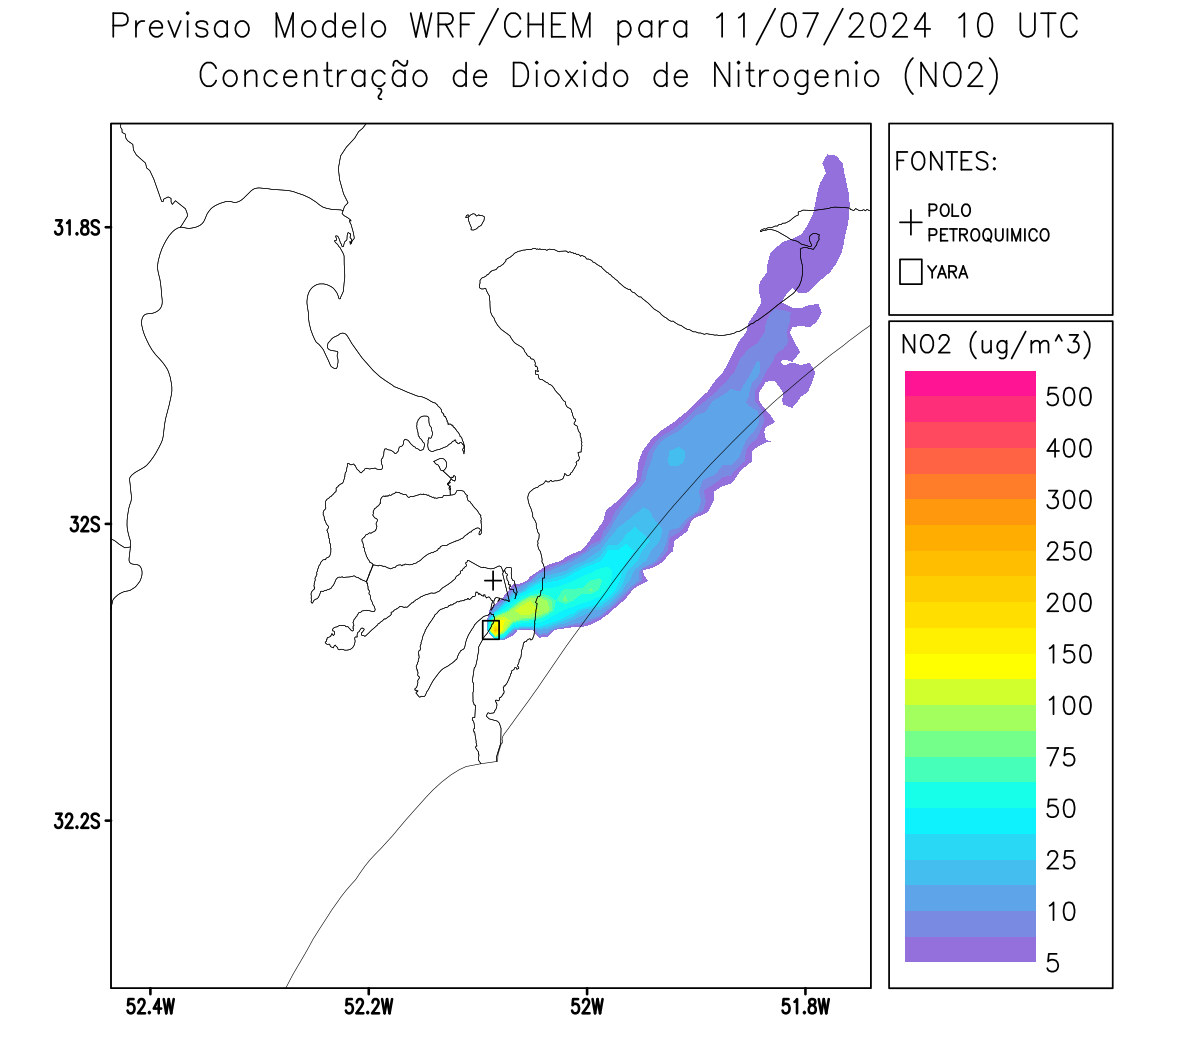 Previsao Modelo WRF/CHEM para 11/07/2024 10 UTC
Concentração de Dioxido de Nitrogenio (NO2)
FONTES:
POLO
PETROQUIMICO
YARA
NO2 (ug/m^3)
500
400
300
250
200
150
100
75
50
25
10
5
31.8S
32S
32.2S
52.4W
52.2W
52W
51.8W